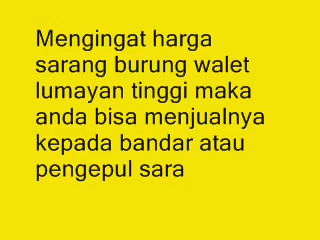 Mengingat harga
sarang burung walet
lumayan tinggi maka
anda bisa menjualnya
kepada bandar atau
pengepul sara